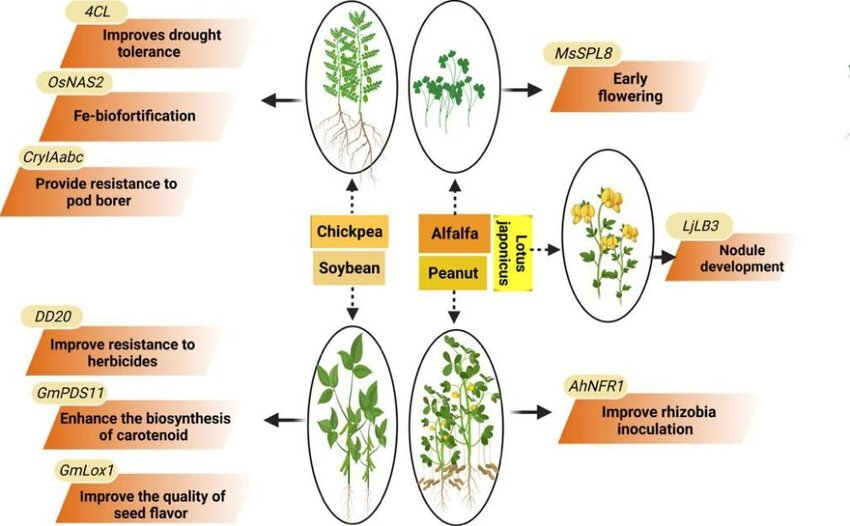 4CL
Improves drought
tolerance
OsNAS2
Fe-biofortification
CryIAabc
Provide resistance to
pod borer
MsSPL8
Early
flowering
Chickpea
Soybean
Alfalfa
Peanut
Lotus
japonicus
LjLB3
Nodule
development
DD20
Improve resistance to
herbicides
GmPDS11
Enhance the biosynthesis
of carotenoid
GmLox1
Improve the quality of
seed flavor
AhNFR1
Improve rhizobia
inoculation